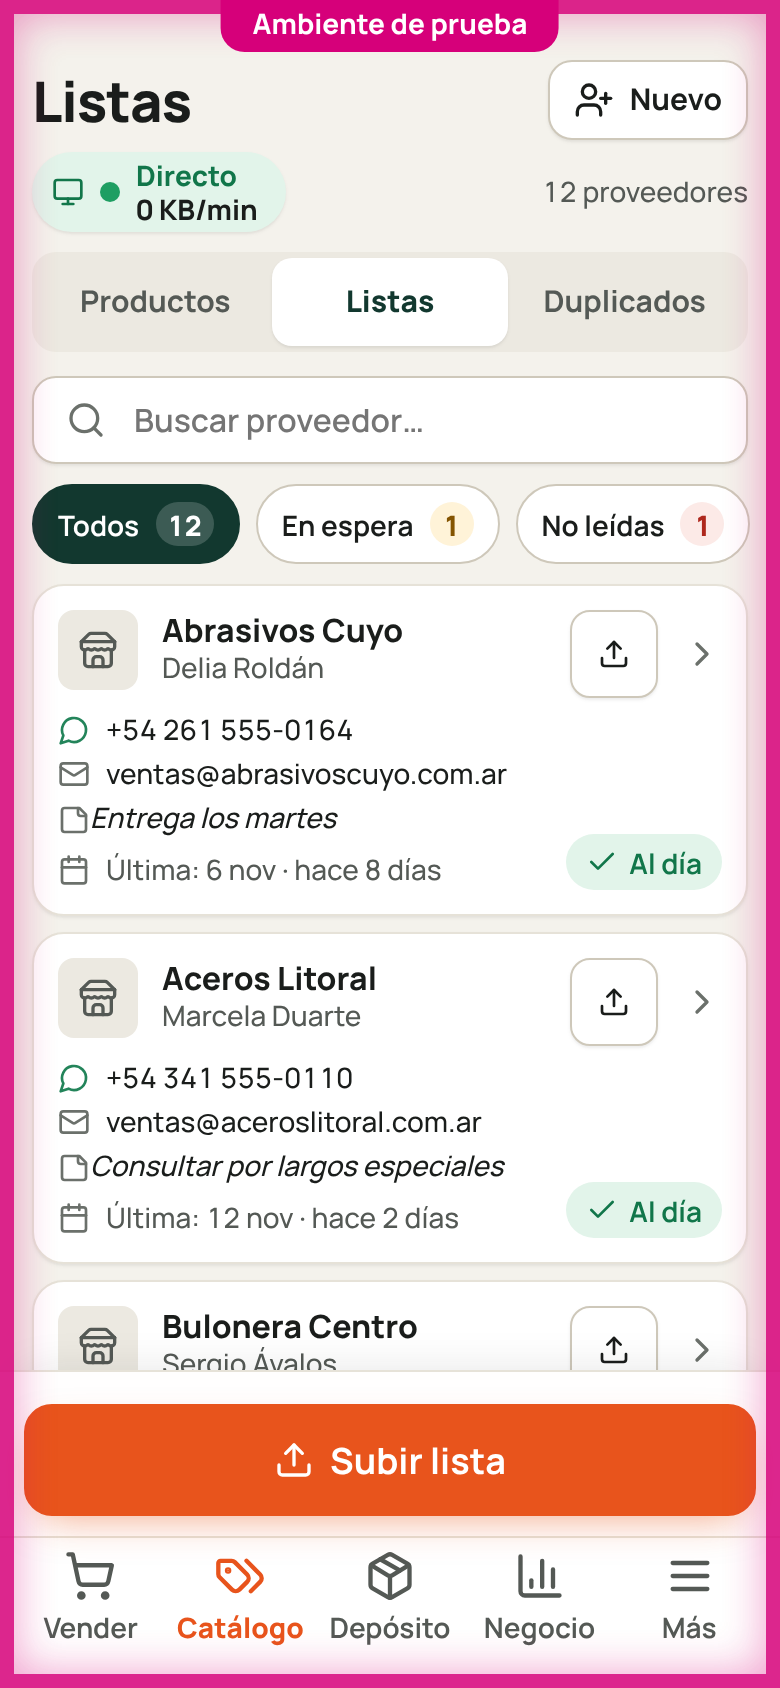 Ambiente de prueba
Listas
Nuevo
Directo
0 KB/min
12 proveedores
Productos
Listas
Duplicados
Buscar proveedor...
Todos 12
En espera 1
No leídas 1
Abrasivos Cuyo
Delia Roldán
+54 261 555-0164
ventas@abrasivoscuyo.com.ar
Entrega los martes
Última: 6 nov · hace 8 días
Al día
Aceros Litoral
Marcela Duarte
+54 341 555-0110
ventas@aceroslitoral.com.ar
Consultar por largos especiales
Última: 12 nov · hace 2 días
Al día
Bulonera Centro
Sergio Ávalos
Subir lista
Vender
Catálogo
Depósito
Negocio
Más